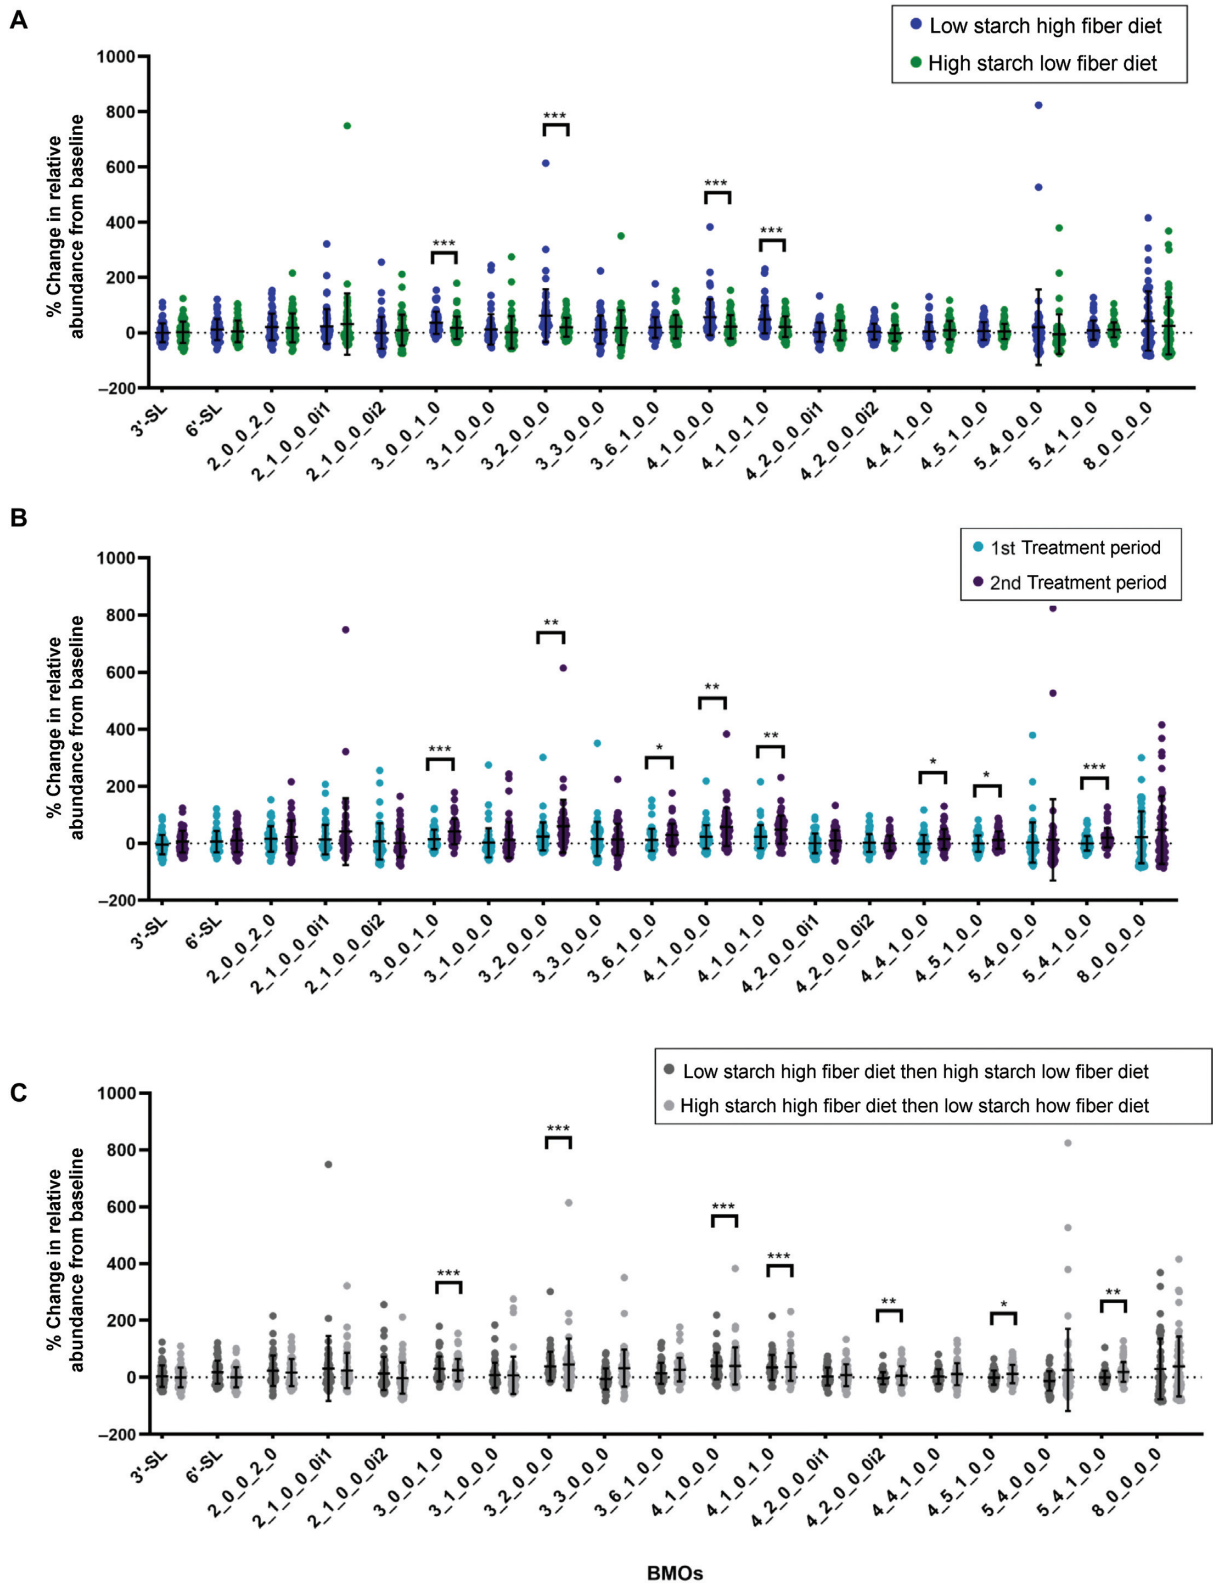 A
Low starch high fiber diet
High starch low fiber diet
% Change in relative
abundance from baseline
1000
800
600
400
200
0
–200
***
***
***
***
3'-SL
6'-SL
2_0_0_2_0
2_1_0_0_0i1
2_1_0_0_0i2
3_0_0_1_0
3_1_0_0_0
3_2_0_0_0
3_3_0_0_0
3_6_1_0_0
4_1_0_0_0
4_1_0_1_0
4_2_0_0_0i1
4_2_0_0_0i2
4_4_1_0_0
4_5_1_0_0
5_4_0_0_0
5_4_1_0_0
8_0_0_0_0
B
1st Treatment period
2nd Treatment period
% Change in relative
abundance from baseline
1000
800
600
400
200
0
–200
***
**
*
**
**
*
*
***
3'-SL
6'-SL
2_0_0_2_0
2_1_0_0_0i1
2_1_0_0_0i2
3_0_0_1_0
3_1_0_0_0
3_2_0_0_0
3_3_0_0_0
3_6_1_0_0
4_1_0_0_0
4_1_0_1_0
4_2_0_0_0i1
4_2_0_0_0i2
4_4_1_0_0
4_5_1_0_0
5_4_0_0_0
5_4_1_0_0
8_0_0_0_0
C
Low starch high fiber diet then high starch low fiber diet
High starch high fiber diet then low starch how fiber diet
% Change in relative
abundance from baseline
1000
800
600
400
200
0
–200
***
***
***
***
**
*
**
3'-SL
6'-SL
2_0_0_2_0
2_1_0_0_0i1
2_1_0_0_0i2
3_0_0_1_0
3_1_0_0_0
3_2_0_0_0
3_3_0_0_0
3_6_1_0_0
4_1_0_0_0
4_1_0_1_0
4_2_0_0_0i1
4_2_0_0_0i2
4_4_1_0_0
4_5_1_0_0
5_4_0_0_0
5_4_1_0_0
8_0_0_0_0
BMOs